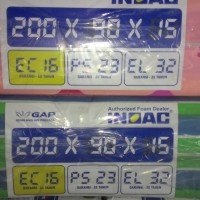 INOAC
200 X 90 X 15
EC 16 PS 23 EL 32
GAP
Authorized Foam Dealer
INOAC
200 X 90 X 15
EC 16 PS 23 EL 32